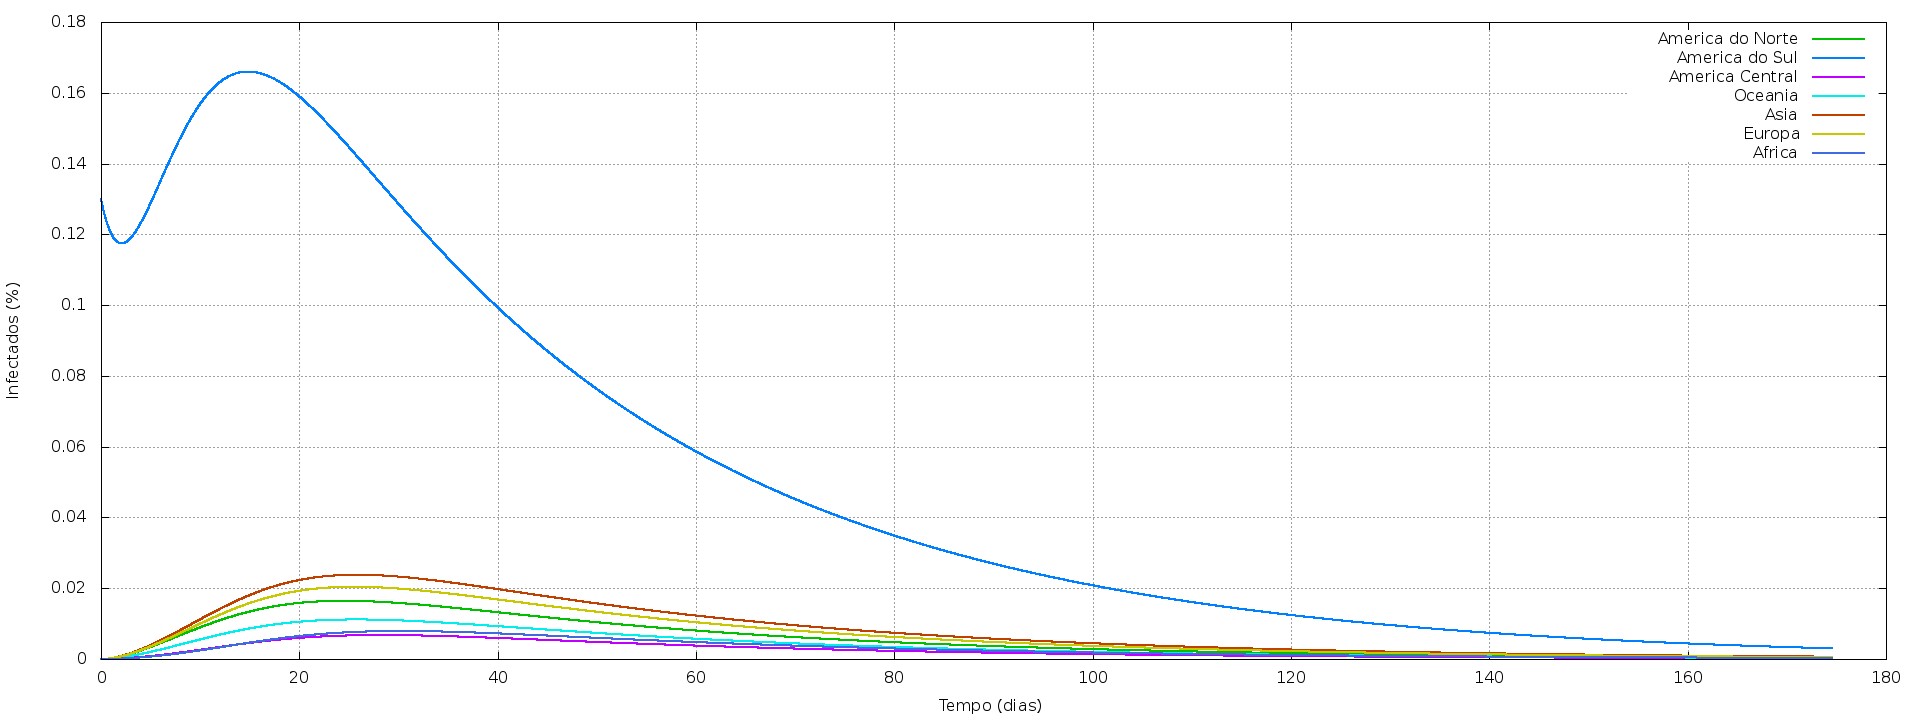 0.18
0.16
0.14
0.12
0.1
0.08
0.06
0.04
0.02
0
Infectados (%)
America do Norte
America do Sul
America Central
Oceania
Asia
Europa
Africa
0 20 40 60 80 100 120 140 160 180
Tempo (dias)